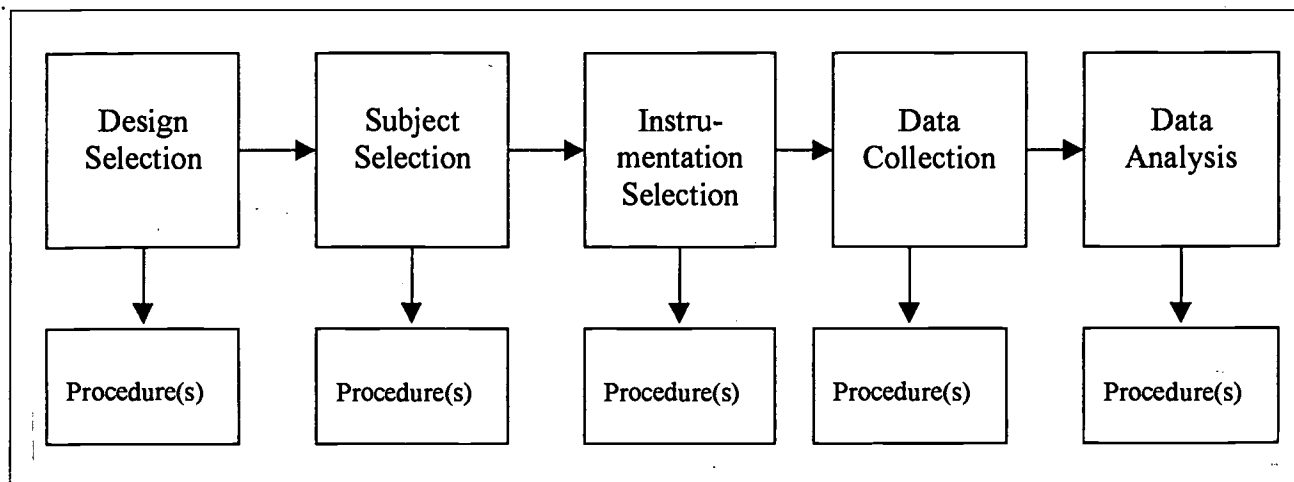 Design
Selection
Subject
Selection
Instru-
mentation
Selection
Data
Collection
Data
Analysis
Procedure(s)
Procedure(s)
Procedure(s)
Procedure(s)
Procedure(s)